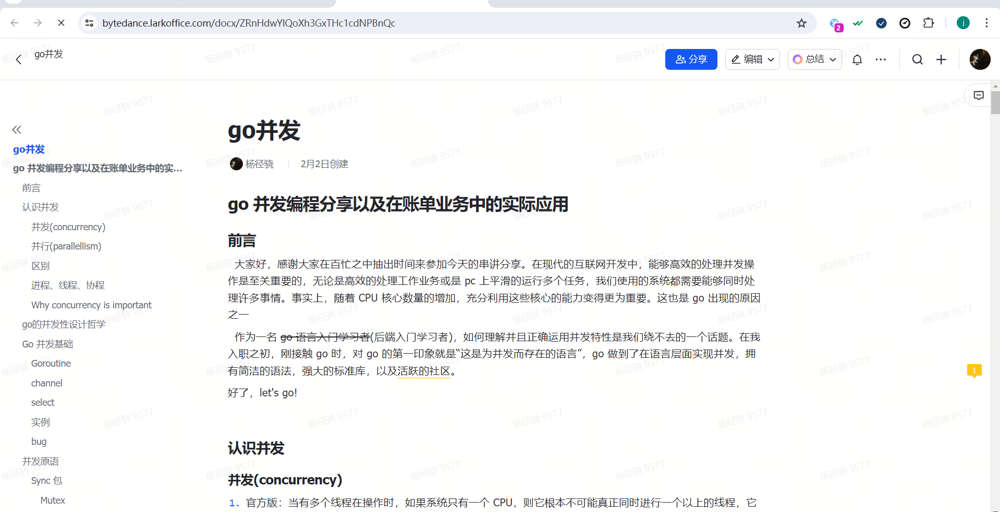 bytedance.larkoffice.com/docx/ZRnHdwYIQoXh3GxTHc1cdNPBnQc
2
j
go并发
分享
编辑
总结
go并发
go 并发编程分享以及在账单业务中的实...
前言
认识并发
并发(concurrency)
并行(parallellism)
区别
进程、线程、协程
Why concurrency is important
go的并发性设计哲学
Go 并发基础
Goroutine
channel
select
实例
bug
并发原语
Sync 包
Mutex
go并发
杨径骁
2月2日创建
go 并发编程分享以及在账单业务中的实际应用
前言
大家好，感谢大家在百忙之中抽出时间来参加今天的串讲分享。在现代的互联网开发中，能够高效的处理并发操
作是至关重要的，无论是高效的处理工作业务或是 pc 上平滑的运行多个任务，我们使用的系统都需要能够同时处
理许多事情。事实上，随着 CPU 核心数量的增加，充分利用这些核心的能力变得更为重要。这也是 go 出现的原因
之一
作为一名 go 语言入门学习者(后端入门学习者)，如何理解并且正确运用并发特性是我们绕不去的一个话题。在我
入职之初，刚接触 go 时，对 go 的第一印象就是“这是为并发而存在的语言”，go 做到了在语言层面实现并发，拥
有简洁的语法，强大的标准库，以及活跃的社区。
1
好了，let's go!
认识并发
并发(concurrency)
1. 官方版：当有多个线程在操作时，如果系统只有一个 CPU，则它根本不可能真正同时进行一个以上的线程，它
杨径骁 9577